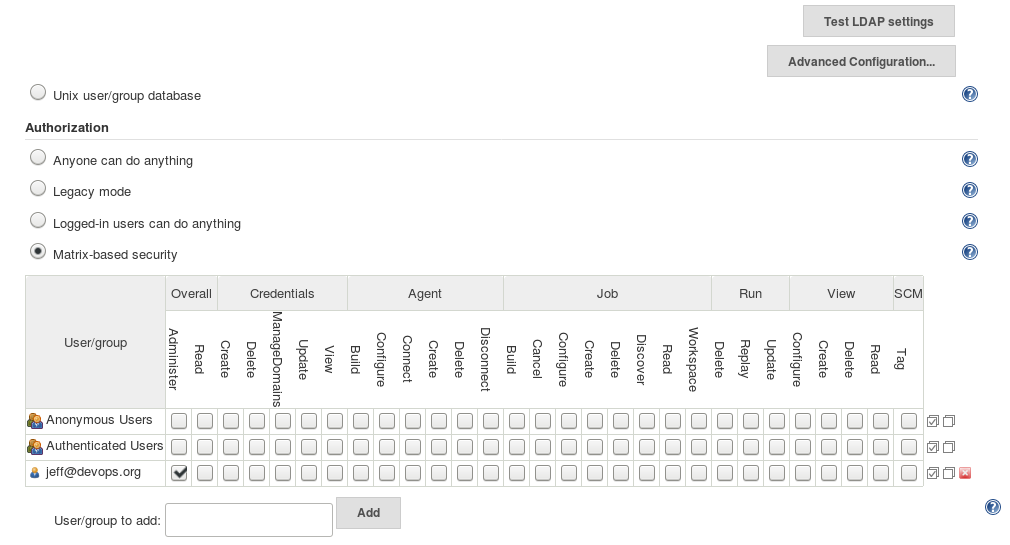 Test LDAP settings
Advanced Configuration...
Unix user/group database
Authorization
Anyone can do anything
Legacy mode
Logged-in users can do anything
Matrix-based security
User/group Overall Credentials Agent Job Run View SCM
Administer Read Create Delete ManageDomains Update View Build Configure Connect Create Delete Disconnect Build Cancel Configure Create Delete Discover Read Workspace Delete Replay Update Configure Create Delete Read Tag
Anonymous Users
Authenticated Users
jeff@devops.org
User/group to add: Add